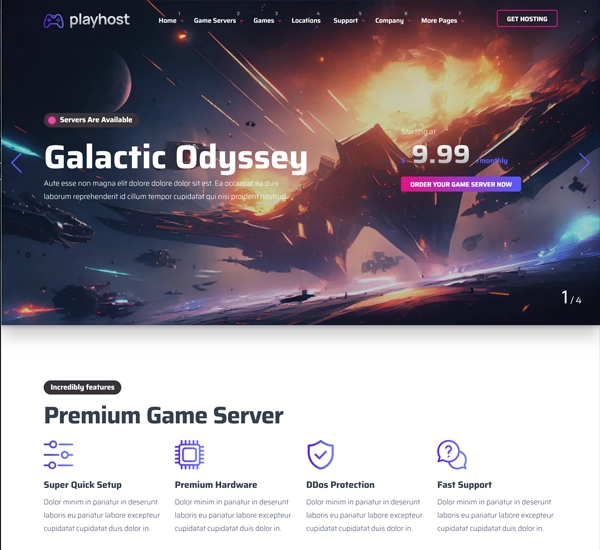 playhost
Home 1 Game Servers 2 Games 3 Locations 4 Support 5 Company 6 More Pages 7
GET HOSTING
Servers Are Available
Galactic Odyssey
Aute esse non magna elit dolore dolore dolor sit est. Ea occaecat ea duis
laborum reprehenderit id cillum tempor cupidatat qui nisi proident nostrud.
Starting at
$ 9.99 /monthly
ORDER YOUR GAME SERVER NOW
1 / 4
Incredibly features
Premium Game Server
Super Quick Setup
Dolor minim in pariatur in deserunt
laboris eu pariatur labore excepteur
cupidatat cupidatat duis dolor in.
Premium Hardware
Dolor minim in pariatur in deserunt
laboris eu pariatur labore excepteur
cupidatat cupidatat duis dolor in.
DDos Protection
Dolor minim in pariatur in deserunt
laboris eu pariatur labore excepteur
cupidatat cupidatat duis dolor in.
Fast Support
Dolor minim in pariatur in deserunt
laboris eu pariatur labore excepteur
cupidatat cupidatat duis dolor in.